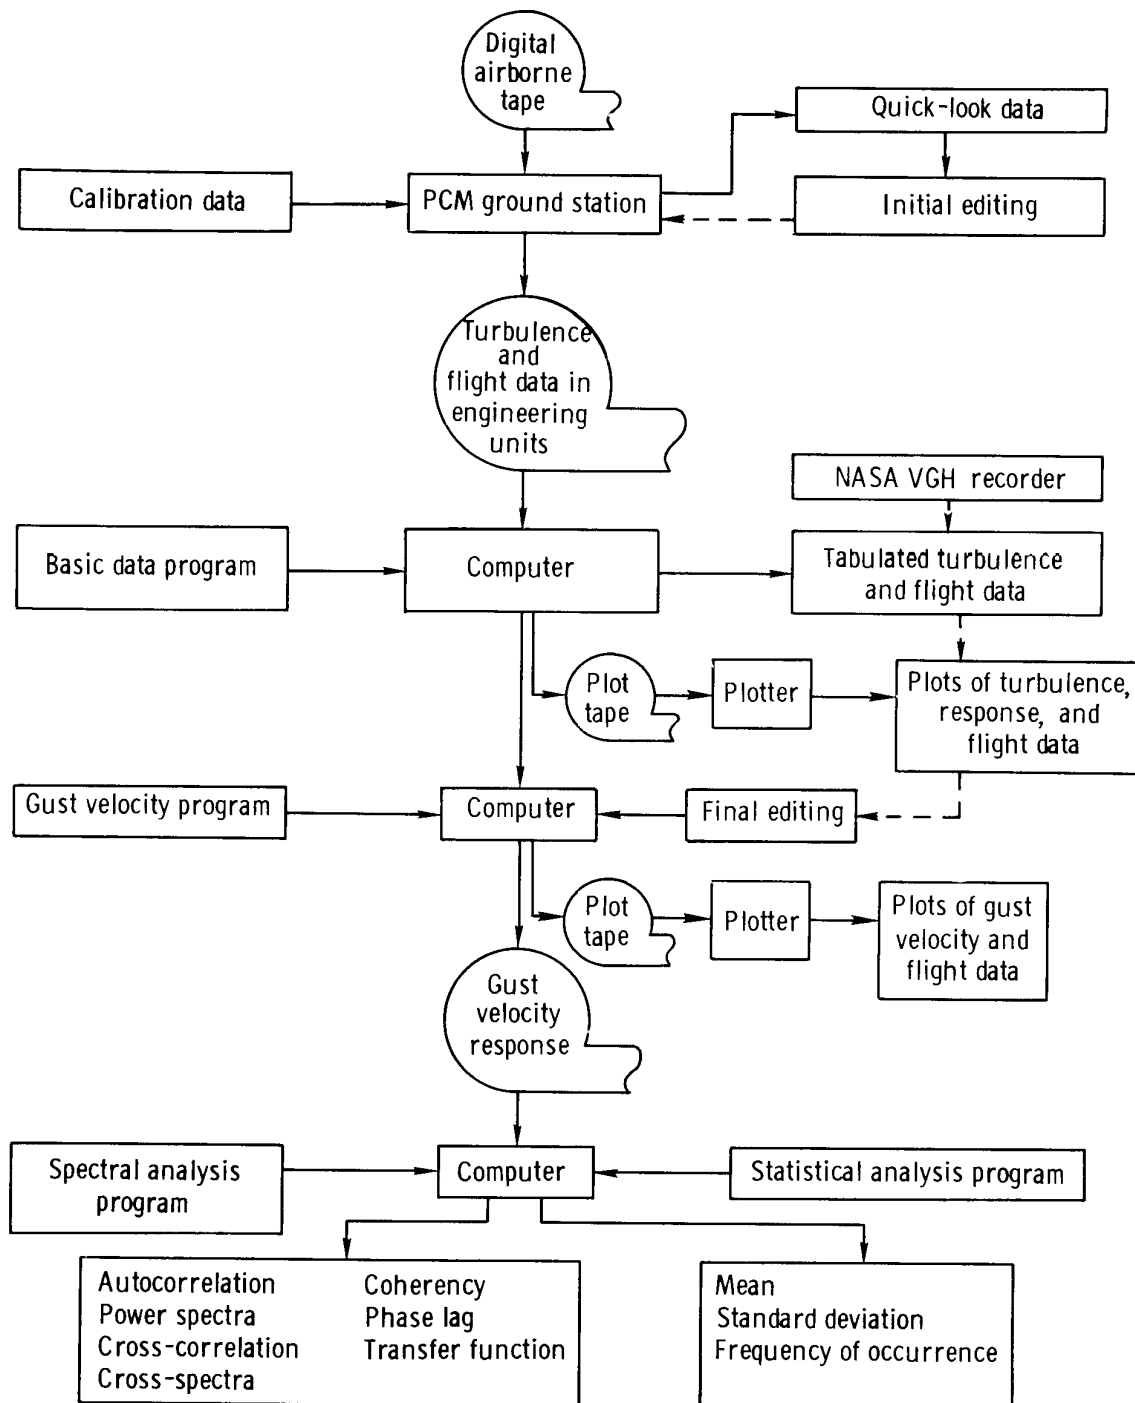 Digital
airborne
tape
Quick-look data
Calibration data
PCM ground station
Initial editing
Turbulence
and
flight data in
engineering
units
NASA VGH recorder
Basic data program
Computer
Tabulated turbulence
and flight data
Plot
tape
Plotter
Plots of turbulence,
response, and
flight data
Gust velocity program
Computer
Final editing
Plot
tape
Plotter
Plots of gust
velocity and
flight data
Gust
velocity
response
Spectral analysis
program
Computer
Statistical analysis program
Autocorrelation
Power spectra
Cross-correlation
Cross-spectra
Coherency
Phase lag
Transfer function
Mean
Standard deviation
Frequency of occurrence